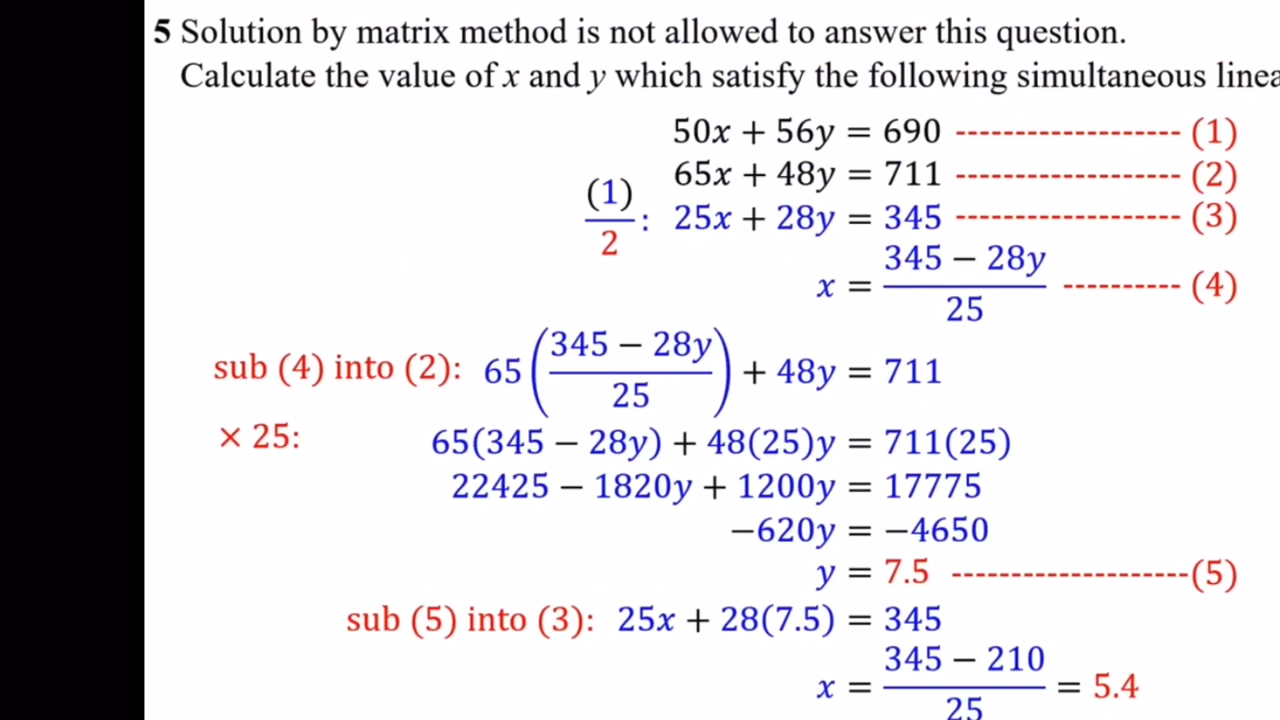 5 Solution by matrix method is not allowed to answer this question.
Calculate the value of x and y which satisfy the following simultaneous
50x + 56y = 690 ------------------- (1)
65x + 48y = 711 ------------------- (2)
(1)/2: 25x + 28y = 345 ------------------- (3)
x = (345 − 28y)/25 ---------- (4)
sub (4) into (2): 65((345 − 28y)/25) + 48y = 711
× 25: 65(345 − 28y) + 48(25)y = 711(25)
22425 − 1820y + 1200y = 17775
−620y = −4650
y = 7.5 --------------------(5)
sub (5) into (3): 25x + 28(7.5) = 345
x = (345 − 210)/25 = 5.4